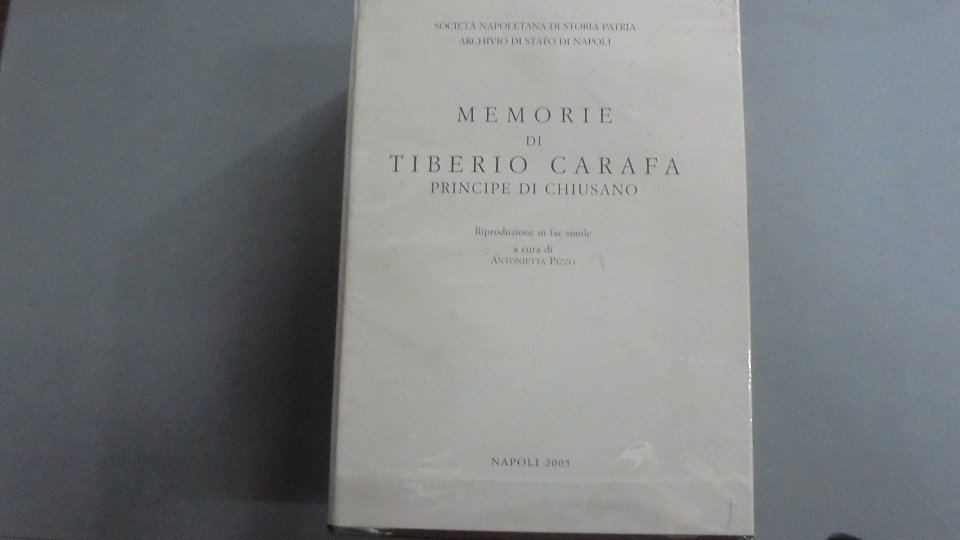 SOCIETÀ NAPOLETANA DI STORIA PATRIA
ARCHIVIO DI STATO DI NAPOLI
MEMORIE
DI
TIBERIO CARAFA
PRINCIPE DI CHIUSANO
Riproduzione in fac-simile
a cura di
ANTONIETTA PIZZO
NAPOLI 2005